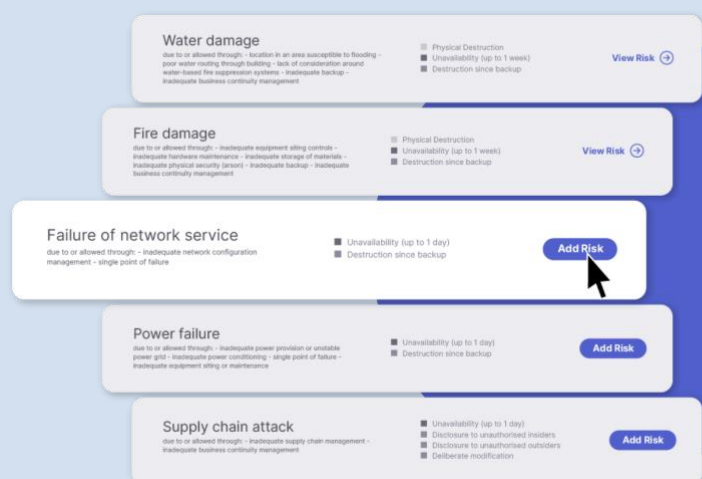 Water damage
due to or allowed through: - location in an area susceptible to flooding -
poor water routing through building - lack of consideration around
water-based fire suppression systems - inadequate backup -
inadequate business continuity management
Physical Destruction
Unavailability (up to 1 week)
Destruction since backup
View Risk
Fire damage
due to or allowed through: - inadequate equipment siting controls -
inadequate hardware maintenance - inadequate storage of materials -
inadequate physical security (arson) - inadequate backup - inadequate
business continuity management
Physical Destruction
Unavailability (up to 1 week)
Destruction since backup
View Risk
Failure of network service
due to or allowed through: - inadequate network configuration
management - single point of failure
Unavailability (up to 1 day)
Destruction since backup
Add Risk
Power failure
due to or allowed through: - inadequate power provision or unstable
power grid - inadequate power conditioning - single point of failure -
inadequate equipment siting or maintenance
Unavailability (up to 1 day)
Destruction since backup
Add Risk
Supply chain attack
due to or allowed through: - inadequate supply chain management -
inadequate business continuity management
Unavailability (up to 1 day)
Disclosure to unauthorised insiders
Disclosure to unauthorised outsiders
Deliberate modification
Add Risk